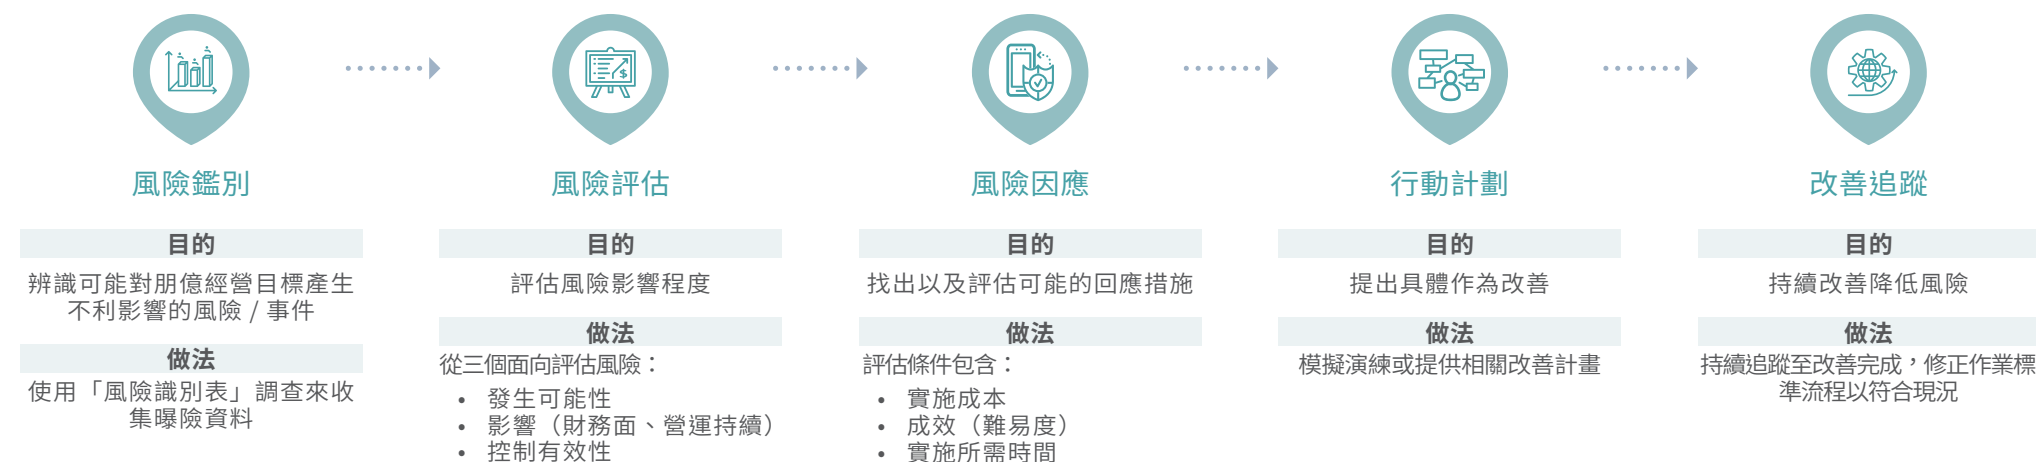 風險鑑別
目的
辨識可能對朋億經營目標產生
不利影響的風險 / 事件
做法
使用「風險識別表」調查來收
集曝險資料
風險評估
目的
評估風險影響程度
做法
從三個面向評估風險：
• 發生可能性
• 影響（財務面、營運持續）
• 控制有效性
風險因應
目的
找出以及評估可能的回應措施
做法
評估條件包含：
• 實施成本
• 成效（難易度）
• 實施所需時間
行動計劃
目的
提出具體作為改善
做法
模擬演練或提供相關改善計畫
改善追蹤
目的
持續改善降低風險
做法
持續追蹤至改善完成，修正作業標
準流程以符合現況